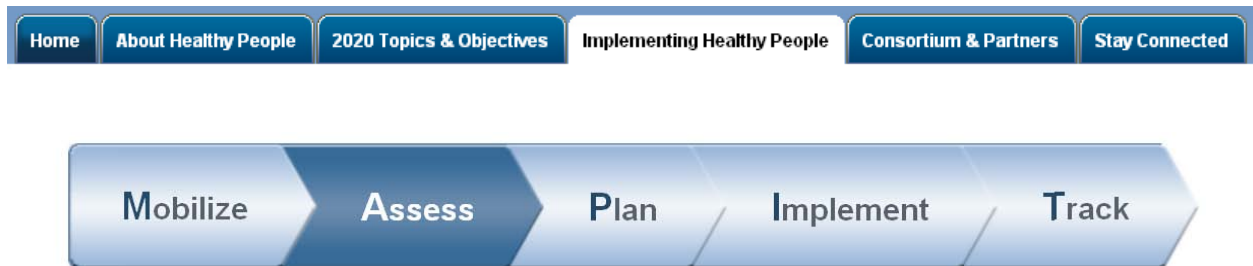 Home About Healthy People 2020 Topics & Objectives Implementing Healthy People Consortium & Partners Stay Connected
Mobilize Assess Plan Implement Track